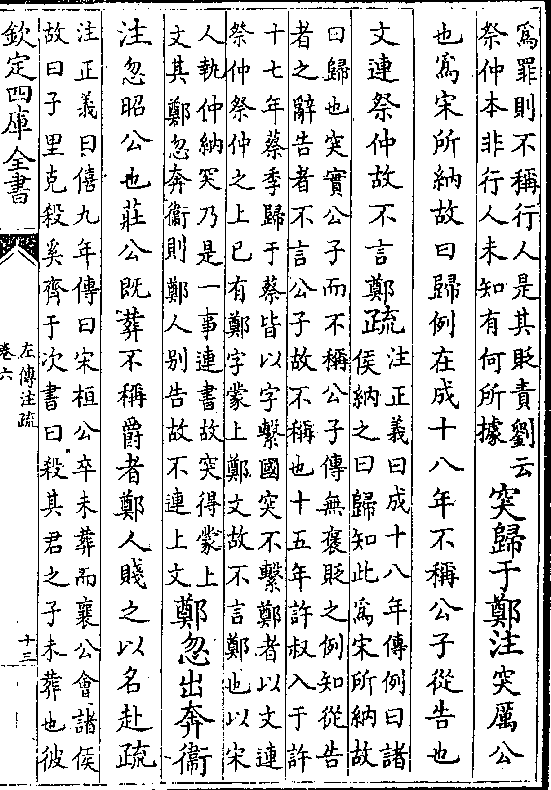 爲罪則不稱行人是其貶責劉云
祭仲本非行人未知有何所據
突歸于鄭注突厲公
也爲宋所納故曰歸例在成十八年不稱公子從告也
文連祭仲故不言鄭疏
注正義曰成十八年傳例曰諸
侯納之曰歸知此爲宋所納故
曰歸也突實公子而不稱公子傳無褒貶之例知從告
者之辭告者不言公子故不稱也十五年許叔入于許
十七年蔡季歸于蔡皆以字繫國突不繫鄭者以文連
祭仲祭仲之上已有鄭字蒙上鄭文故不言鄭也以宋
人執仲納突乃是一事連書故突得蒙上
文其鄭忽奔衞則鄭人别告故不連上文
鄭忽出奔衞
注忽昭公也莊公既葬不稱爵者鄭人賤之以名赴疏
注正義曰僖九年傳曰宋桓公卒未葬而襄公會諸侯
故曰子里克殺奚齊于次書曰殺其君之子未葬也彼
欽定四庫全書
左傳注疏
卷六
十三